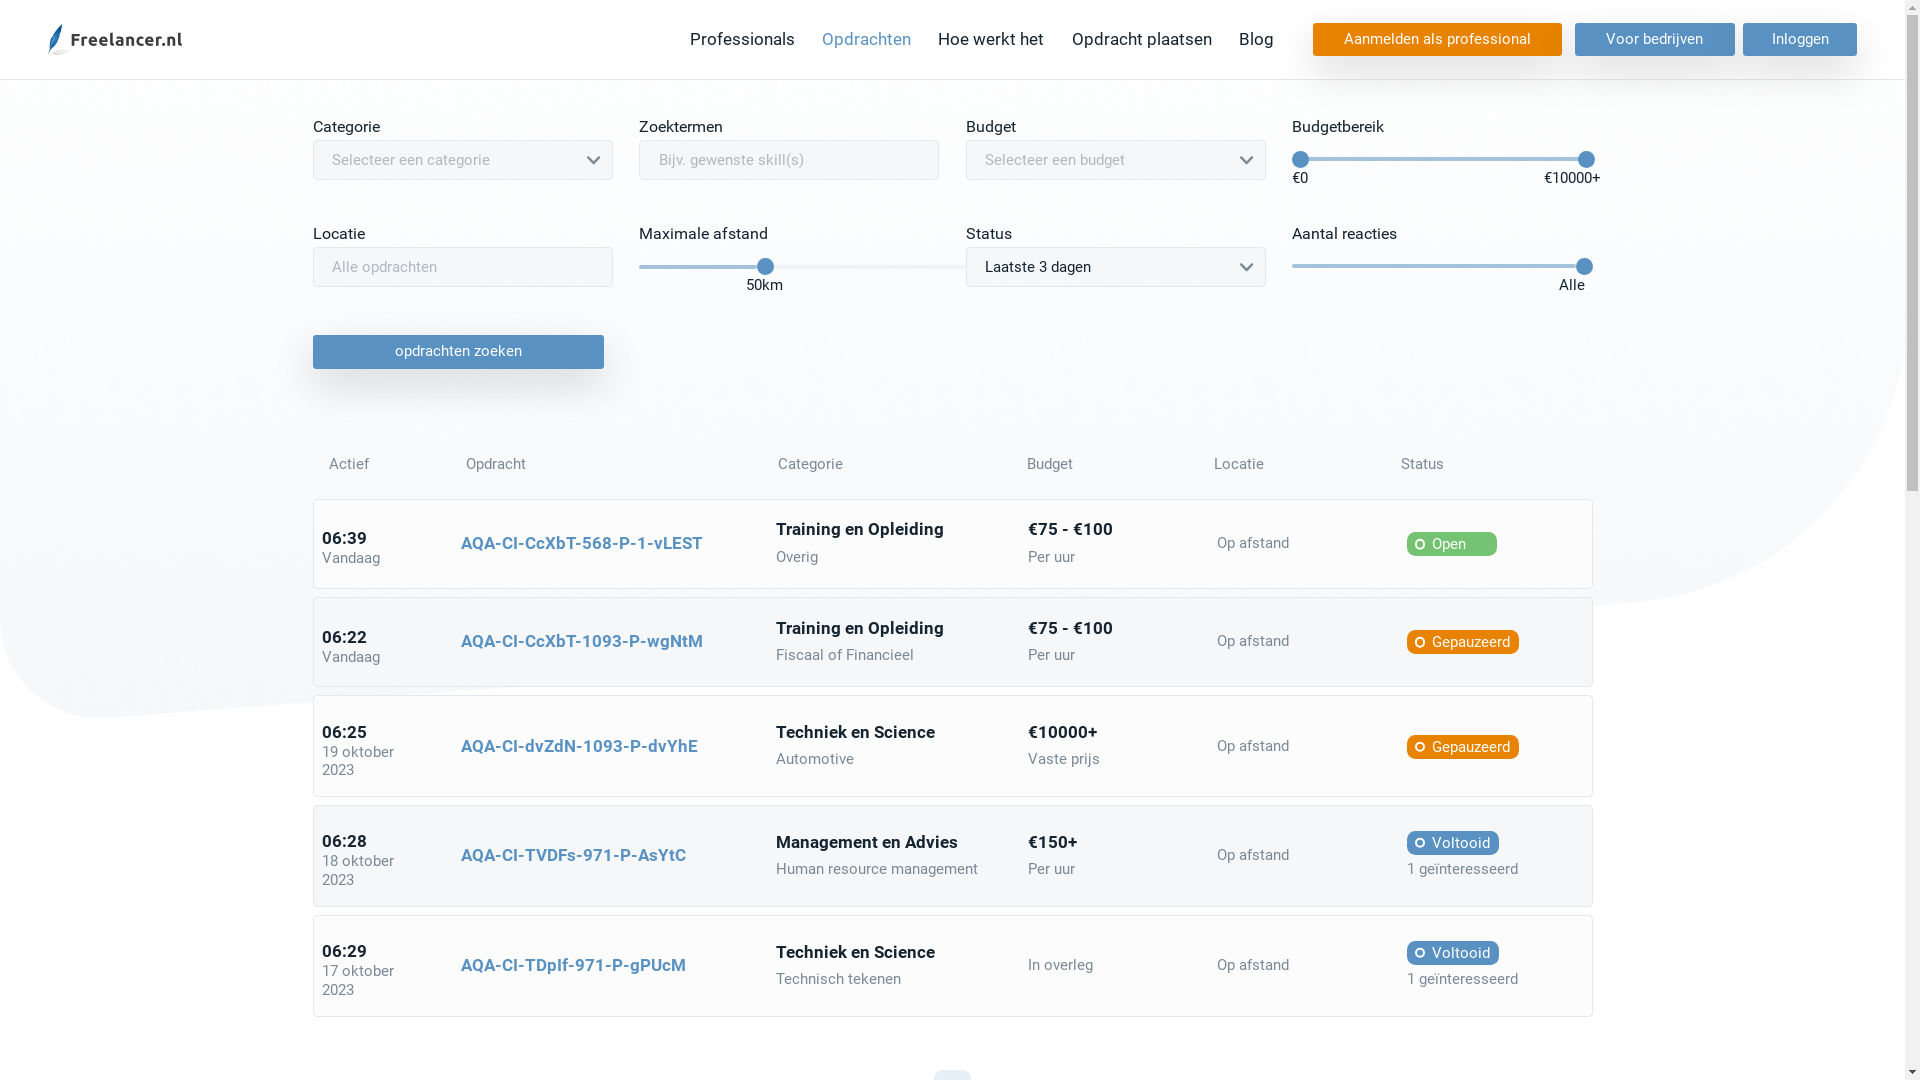 Freelancer.nl
Professionals Opdrachten Hoe werkt het Opdracht plaatsen Blog Aanmelden als professional Voor bedrijven Inloggen
Categorie Zoektermen Budget Budgetbereik
Selecteer een categorie Bijv. gewenste skill(s) Selecteer een budget
€0 €10000+
Locatie Maximale afstand Status Aantal reacties
Alle opdrachten Laatste 3 dagen
50km Alle
opdrachten zoeken
Actief Opdracht Categorie Budget Locatie Status
06:39
Vandaag
AQA-CI-CcXbT-568-P-1-vLEST
Training en Opleiding
Overig
€75 - €100
Per uur
Op afstand
Open
06:22
Vandaag
AQA-CI-CcXbT-1093-P-wgNtM
Training en Opleiding
Fiscaal of Financieel
€75 - €100
Per uur
Op afstand
Gepauzeerd
06:25
19 oktober
2023
AQA-CI-dvZdN-1093-P-dvYhE
Techniek en Science
Automotive
€10000+
Vaste prijs
Op afstand
Gepauzeerd
06:28
18 oktober
2023
AQA-CI-TVDFs-971-P-AsYtC
Management en Advies
Human resource management
€150+
Per uur
Op afstand
Voltooid
1 geïnteresseerd
06:29
17 oktober
2023
AQA-CI-TDpIf-971-P-gPUcM
Techniek en Science
Technisch tekenen
In overleg
Op afstand
Voltooid
1 geïnteresseerd